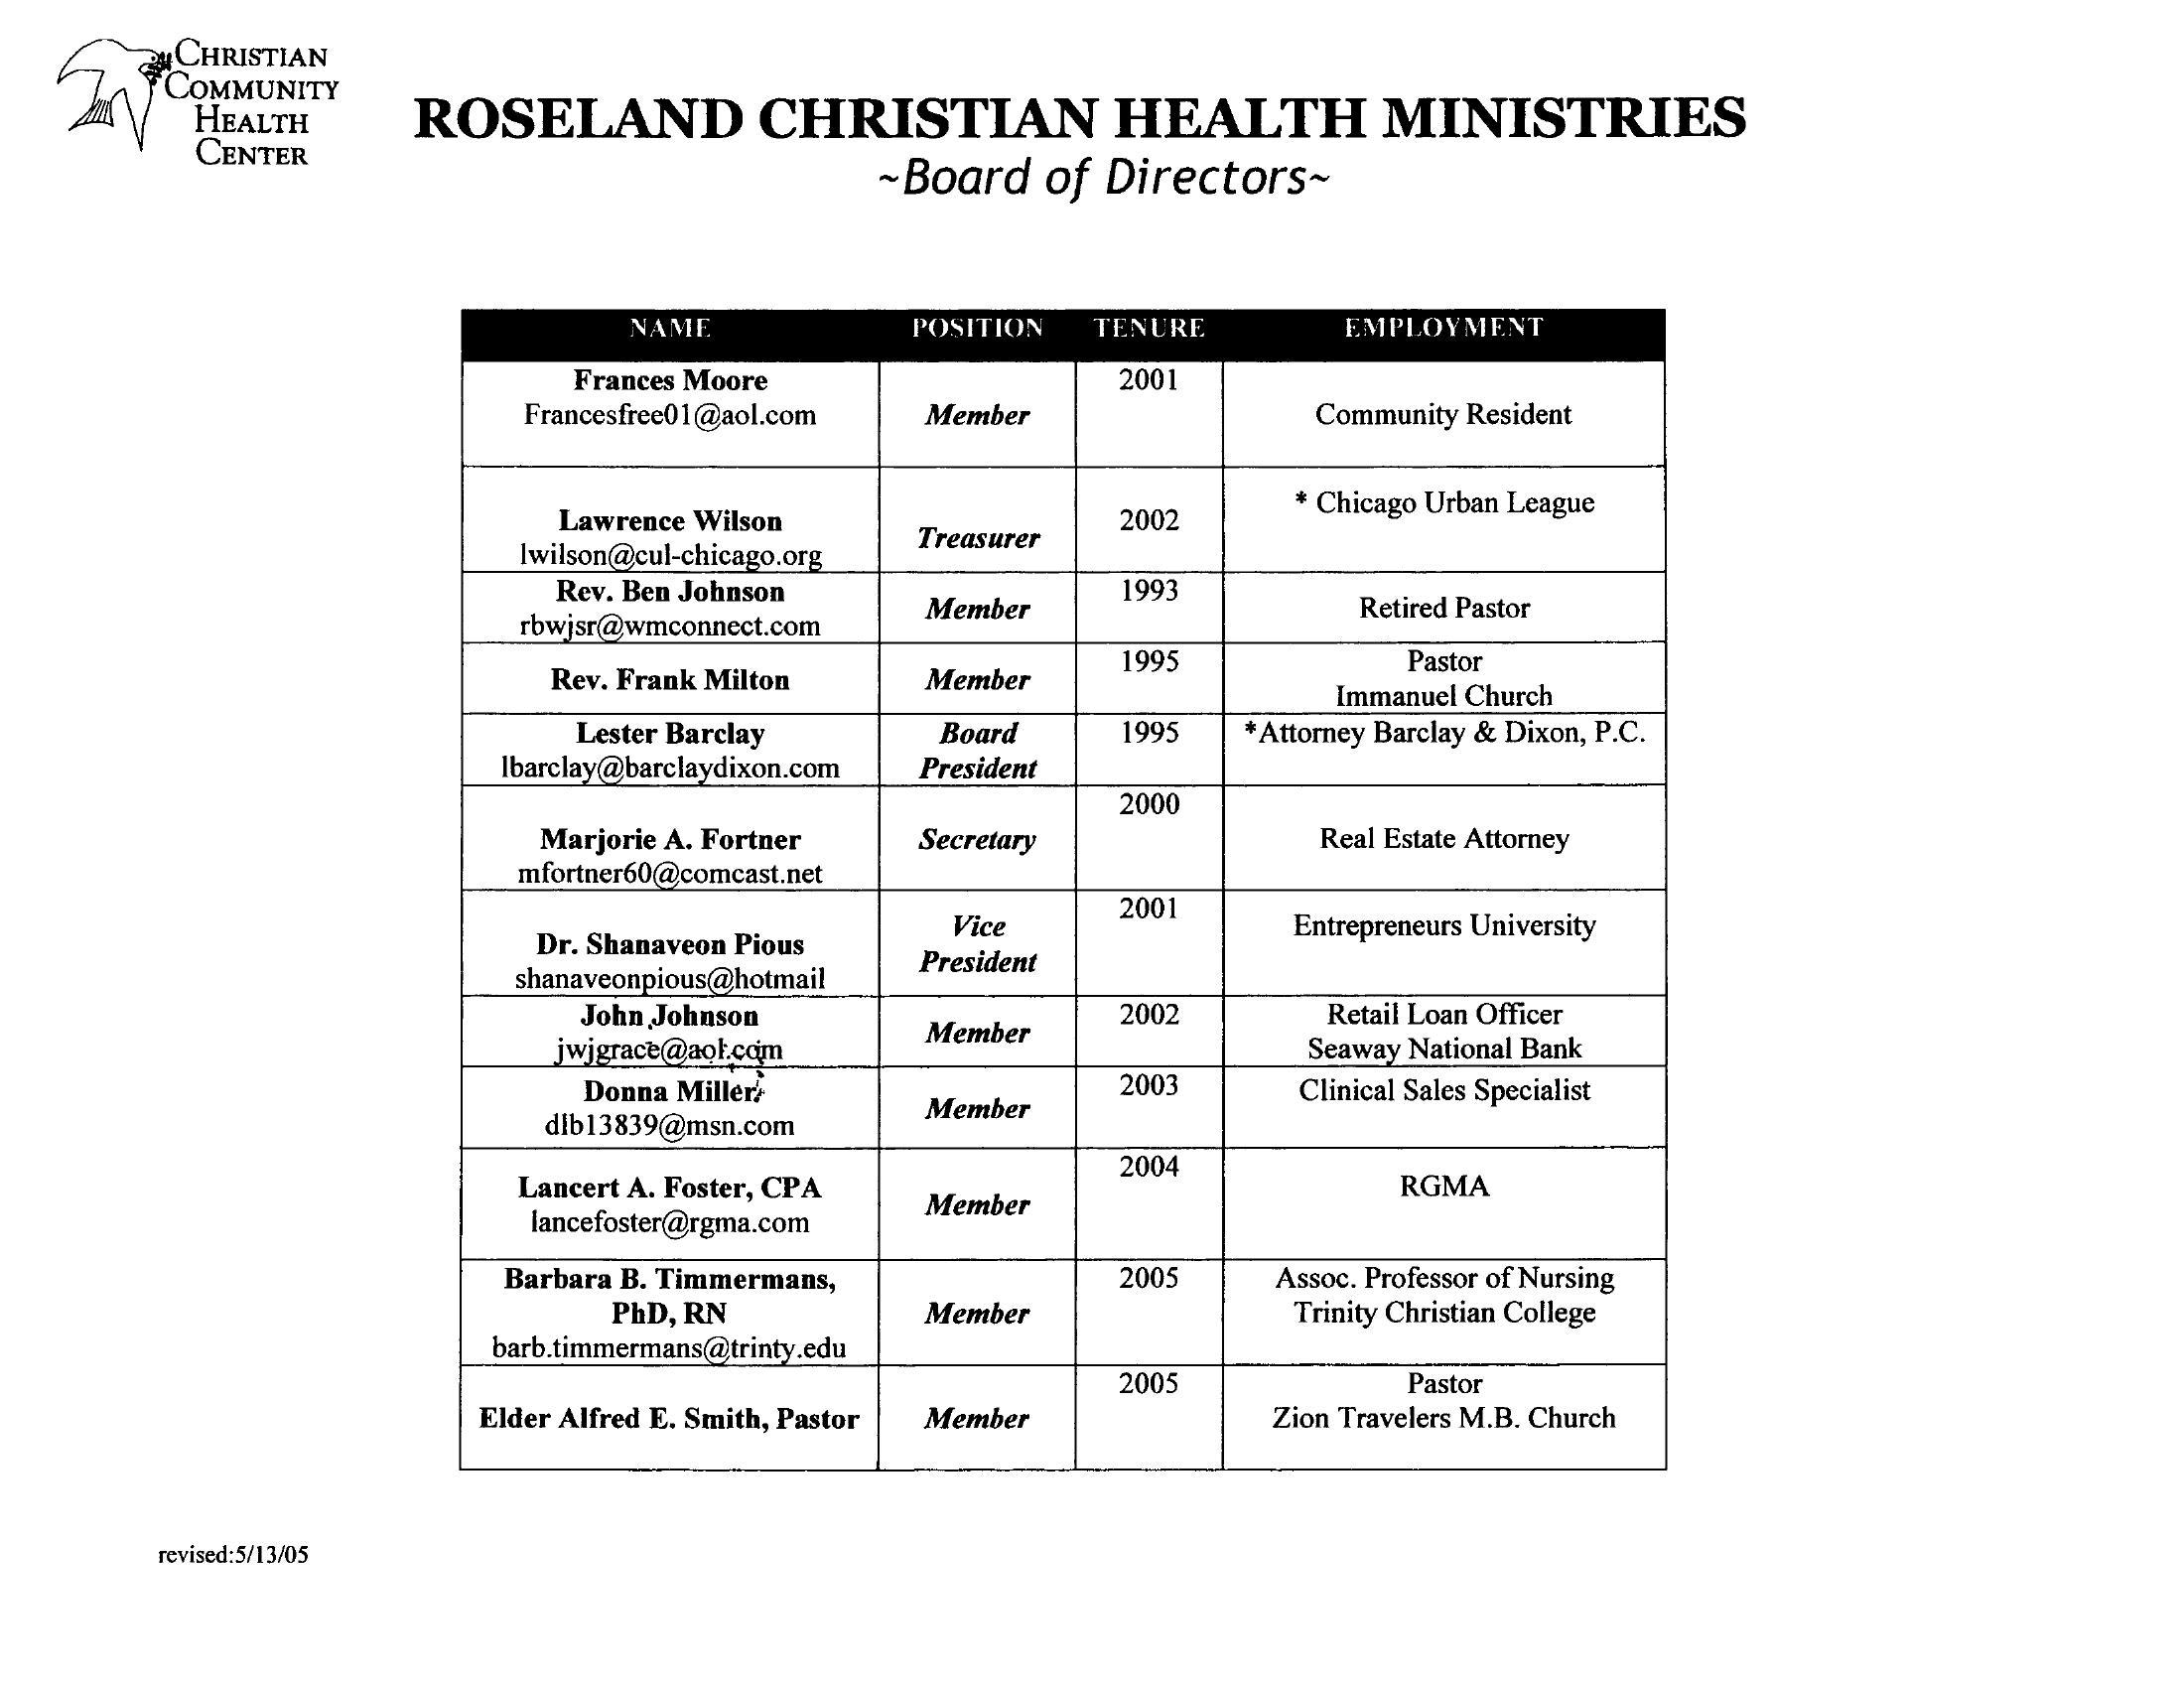 CHRISTIAN
COMMUNITY
HEALTH
CENTER
ROSELAND CHRISTIAN HEALTH MINISTRIES
~Board of Directors~
NAME POSITION TENURE EMPLOYMENT
Frances Moore
Francesfree01@aol.com
Member
2001
Community Resident
Lawrence Wilson
lwilson@cul-chicago.org
Treasurer
2002
* Chicago Urban League
Rev. Ben Johnson
rbwjsr@wmconnect.com
Member
1993
Retired Pastor
Rev. Frank Milton
Member
1995
Pastor
Immanuel Church
Lester Barclay
lbarclay@barclaydixon.com
Board
President
1995
*Attorney Barclay & Dixon, P.C.
Marjorie A. Fortner
mfortner60@comcast.net
Secretary
2000
Real Estate Attorney
Dr. Shanaveon Pious
shanaveonpious@hotmail
Vice
President
2001
Entrepreneurs University
John Johnson
jwjgrace@aol.com
Member
2002
Retail Loan Officer
Seaway National Bank
Donna Miller
dlb13839@msn.com
Member
2003
Clinical Sales Specialist
Lancert A. Foster, CPA
lancefoster@rgma.com
Member
2004
RGMA
Barbara B. Timmermans,
PhD, RN
barb.timmermans@trinty.edu
Member
2005
Assoc. Professor of Nursing
Trinity Christian College
Elder Alfred E. Smith, Pastor
Member
2005
Pastor
Zion Travelers M.B. Church
revised:5/13/05